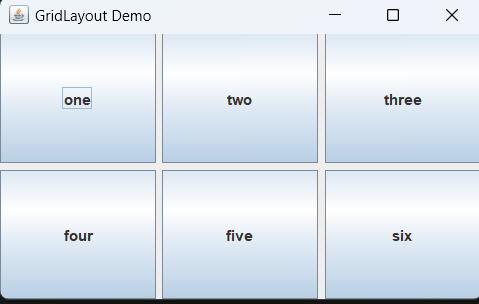 GridLayout Demo
one two three
four five six